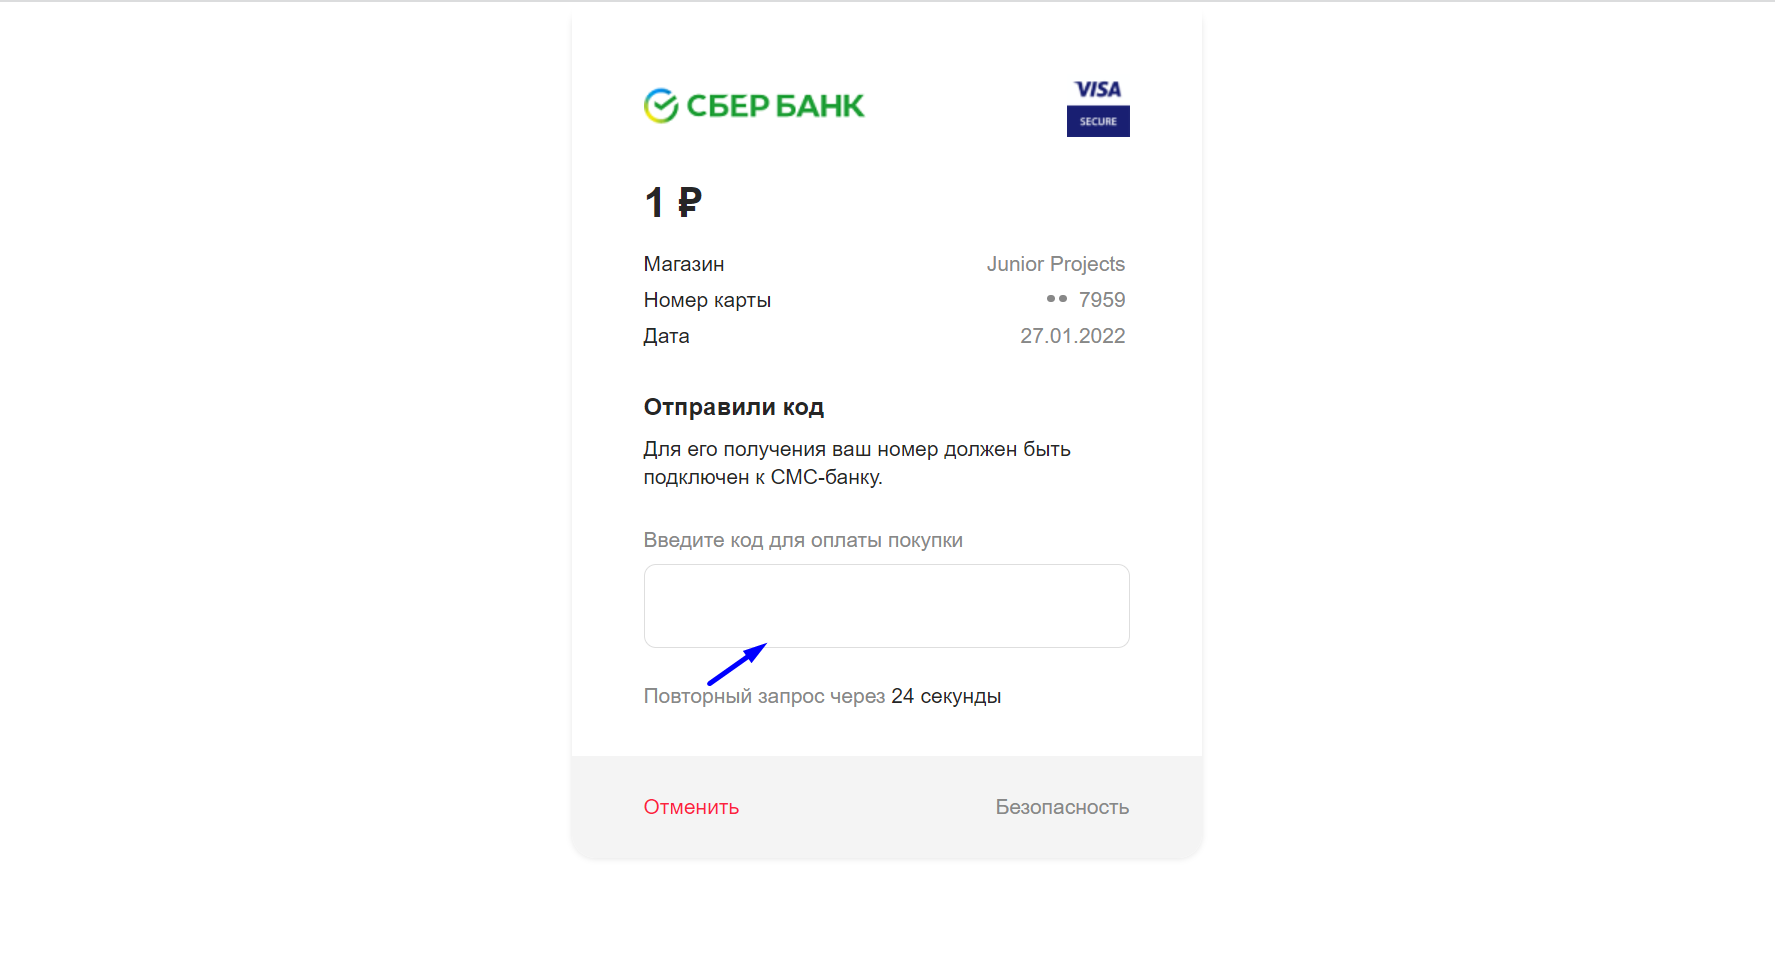 СБЕР БАНК
VISA
SECURE
1 ₽
Магазин Junior Projects
Номер карты •• 7959
Дата 27.01.2022
Отправили код
Для его получения ваш номер должен быть
подключен к СМС-банку.
Введите код для оплаты покупки
Повторный запрос через 24 секунды
Отменить Безопасность